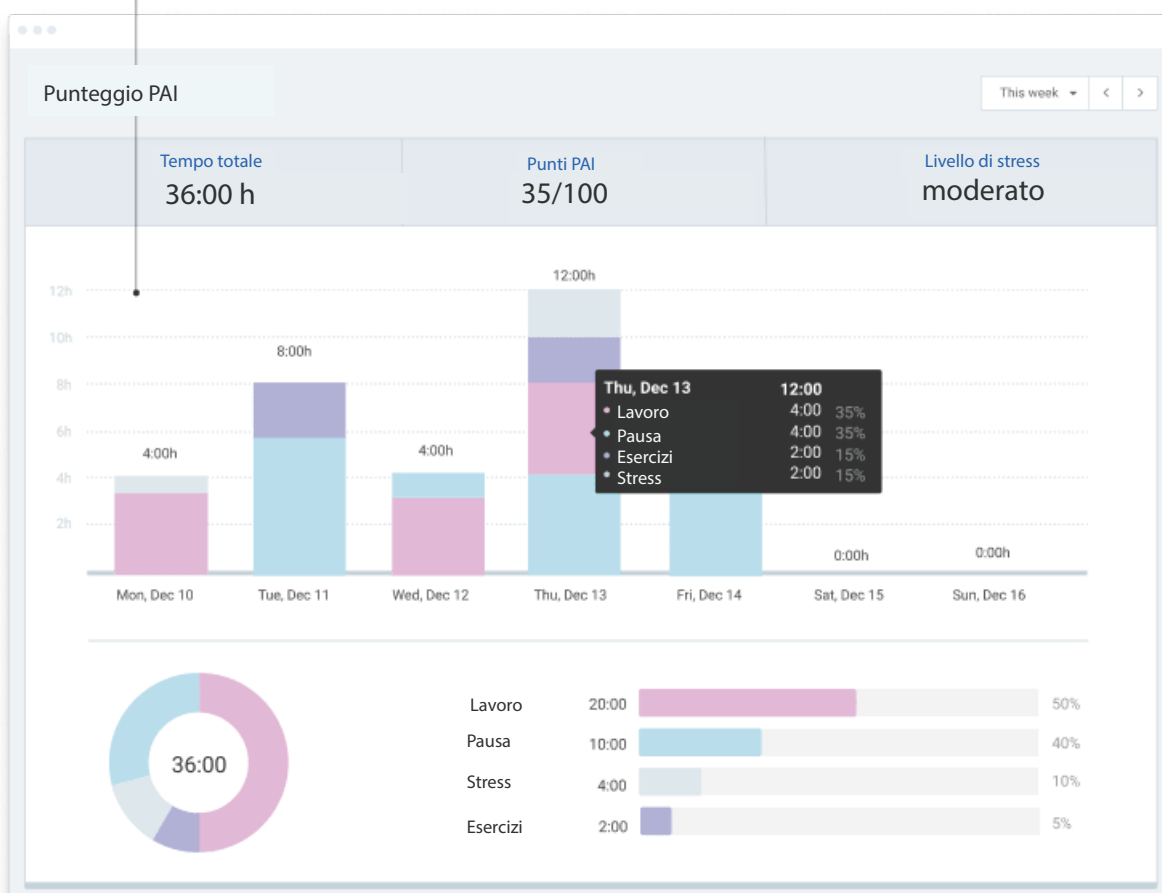 Punteggio PAI
This week
Tempo totale
36:00 h
Punti PAI
35/100
Livello di stress
moderato
12:00h
12h
10h
8:00h
8h
Thu, Dec 13 12:00
Lavoro 4:00 35%
Pausa 4:00 35%
Esercizi 2:00 15%
Stress 2:00 15%
6h
4:00h
4:00h
4h
2h
0:00h
0:00h
Mon, Dec 10
Tue, Dec 11
Wed, Dec 12
Thu, Dec 13
Fri, Dec 14
Sat, Dec 15
Sun, Dec 16
36:00
Lavoro 20:00 50%
Pausa 10:00 40%
Stress 4:00 10%
Esercizi 2:00 5%